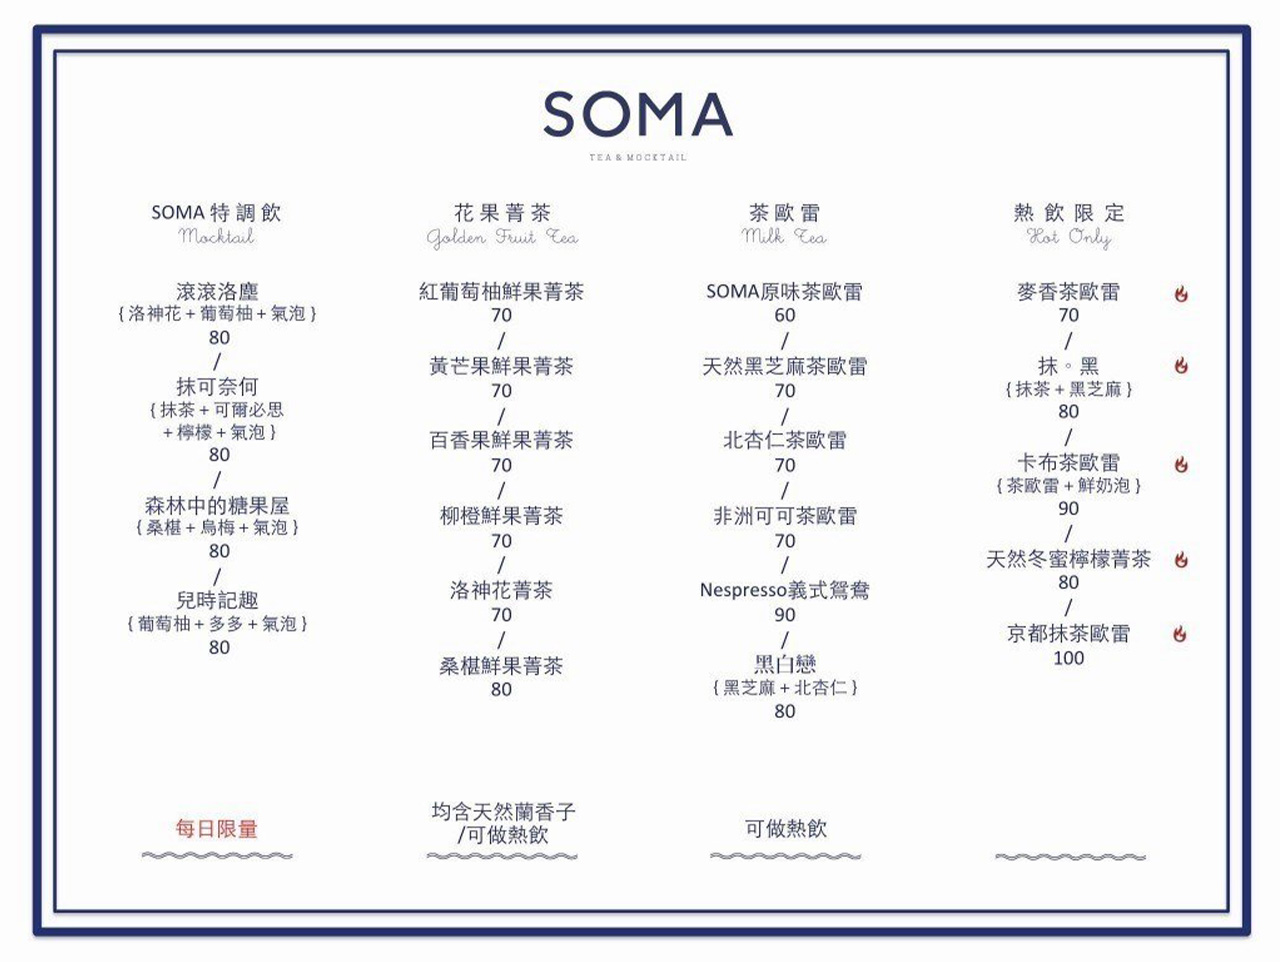 SOMA
TEA & MOCKTAIL
SOMA 特調飲
Mocktail
滾滾洛塵
{ 洛神花 + 葡萄柚 + 氣泡 }
80
/
抹可奈何
{ 抹茶 + 可爾必思
+ 檸檬 + 氣泡 }
80
/
森林中的糖果屋
{ 桑椹 + 烏梅 + 氣泡 }
80
/
兒時記趣
{ 葡萄柚 + 多多 + 氣泡 }
80
每日限量
花果菁茶
Golden Fruit Tea
紅葡萄柚鮮果菁茶
70
/
黃芒果鮮果菁茶
70
/
百香果鮮果菁茶
70
/
柳橙鮮果菁茶
70
/
洛神花菁茶
70
/
桑椹鮮果菁茶
80
均含天然蘭香子
/可做熱飲
茶歐雷
Milk Tea
SOMA原味茶歐雷
60
/
天然黑芝麻茶歐雷
70
/
北杏仁茶歐雷
70
/
非洲可可茶歐雷
70
/
Nespresso義式鴛鴦
90
/
黑白戀
{ 黑芝麻 + 北杏仁 }
80
可做熱飲
熱飲限定
Hot Only
麥香茶歐雷
70
/
抹。黑
{ 抹茶 + 黑芝麻 }
80
/
卡布茶歐雷
{ 茶歐雷 + 鮮奶泡 }
90
/
天然冬蜜檸檬菁茶
80
/
京都抹茶歐雷
100